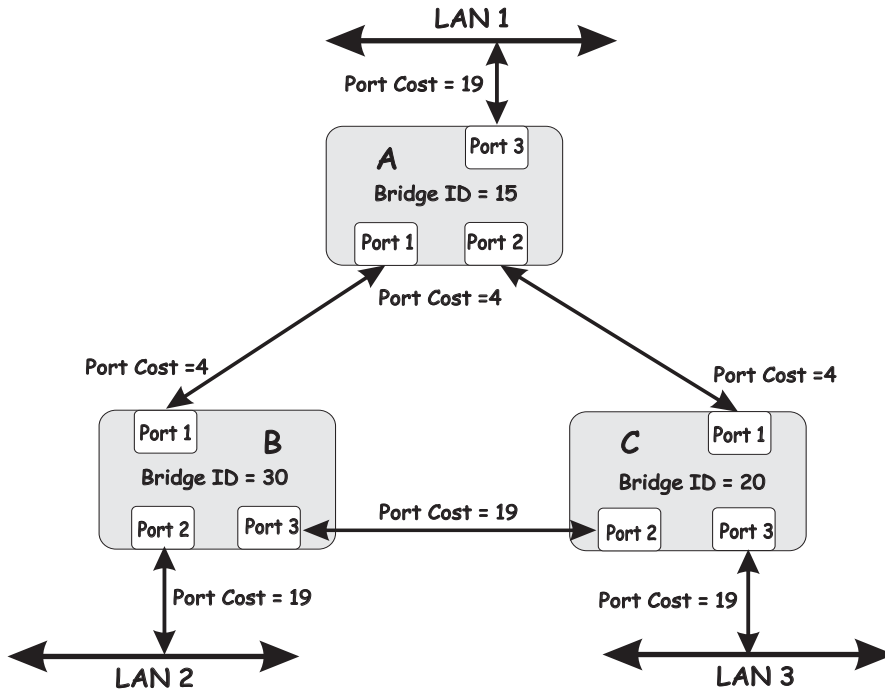 LAN 1
Port Cost = 19
Port 3
A
Bridge ID = 15
Port 1
Port 2
Port Cost =4
Port Cost =4
Port Cost =4
Port 1
B
Bridge ID = 30
Port 2
Port 3
Port Cost = 19
Port 1
C
Bridge ID = 20
Port 2
Port 3
Port Cost = 19
Port Cost = 19
LAN 2
LAN 3